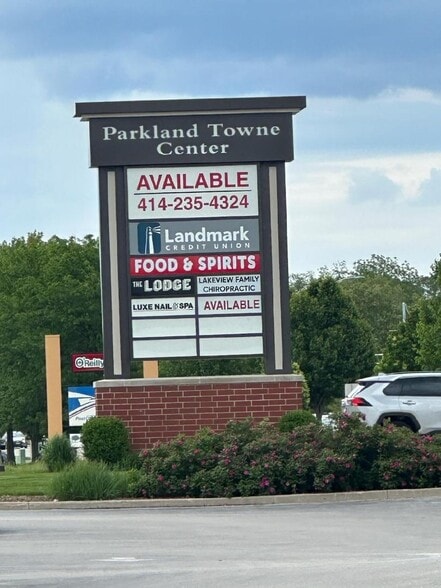 Parkland Towne
Center
AVAILABLE
414-235-4324
Landmark
CREDIT UNION
FOOD & SPIRITS
THE LODGE
LAKEVIEW FAMILY
CHIROPRACTIC
LUXE NAIL & SPA
AVAILABLE
O'Reilly